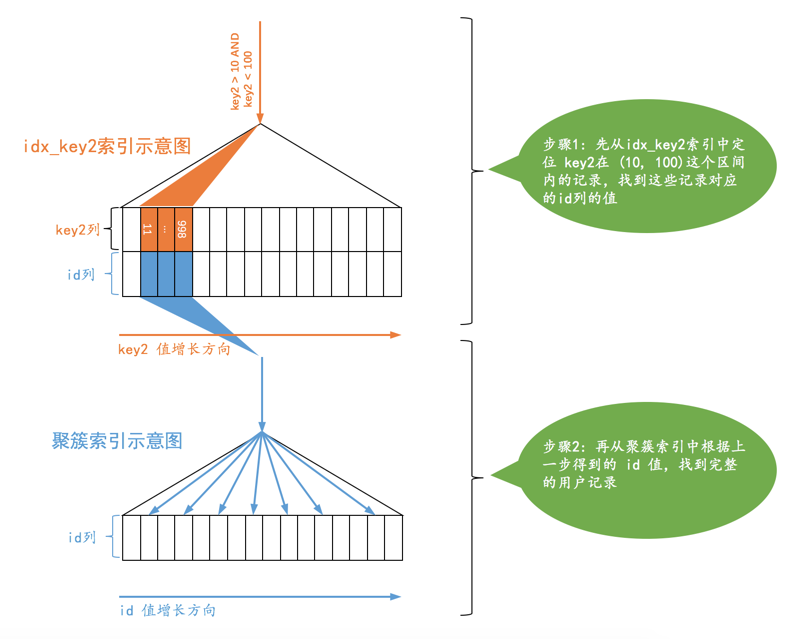 key2 > 10 AND
key2 < 100
idx_key2索引示意图
key2列
11
...
998
id列
key2 值增长方向
步骤1：先从idx_key2索引中定
位 key2在 (10, 100)这个区间
内的记录，找到这些记录对应
的id列的值
聚簇索引示意图
id列
id 值增长方向
步骤2：再从聚簇索引中根据上
一步得到的 id 值，找到完整
的用户记录